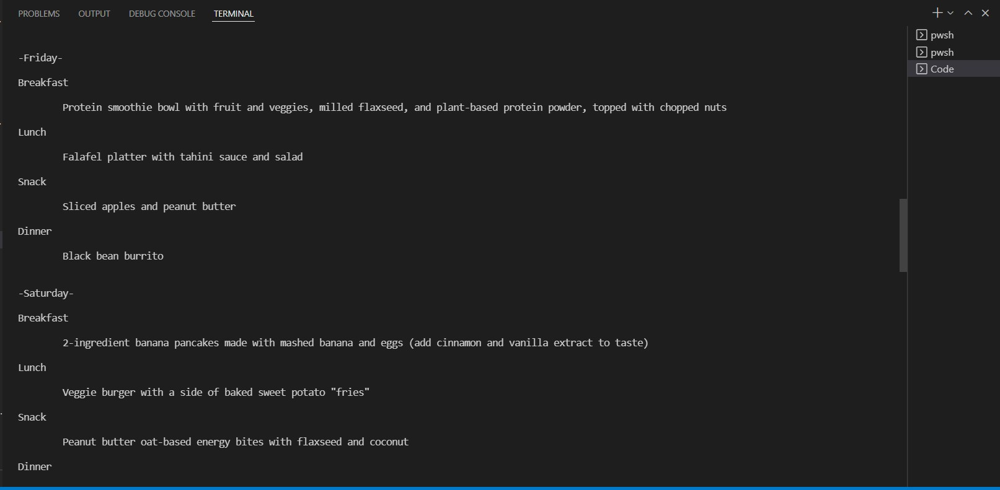 PROBLEMS OUTPUT DEBUG CONSOLE TERMINAL
pwsh
pwsh
Code
-Friday-
Breakfast
Protein smoothie bowl with fruit and veggies, milled flaxseed, and plant-based protein powder, topped with chopped nuts
Lunch
Falafel platter with tahini sauce and salad
Snack
Sliced apples and peanut butter
Dinner
Black bean burrito
-Saturday-
Breakfast
2-ingredient banana pancakes made with mashed banana and eggs (add cinnamon and vanilla extract to taste)
Lunch
Veggie burger with a side of baked sweet potato "fries"
Snack
Peanut butter oat-based energy bites with flaxseed and coconut
Dinner